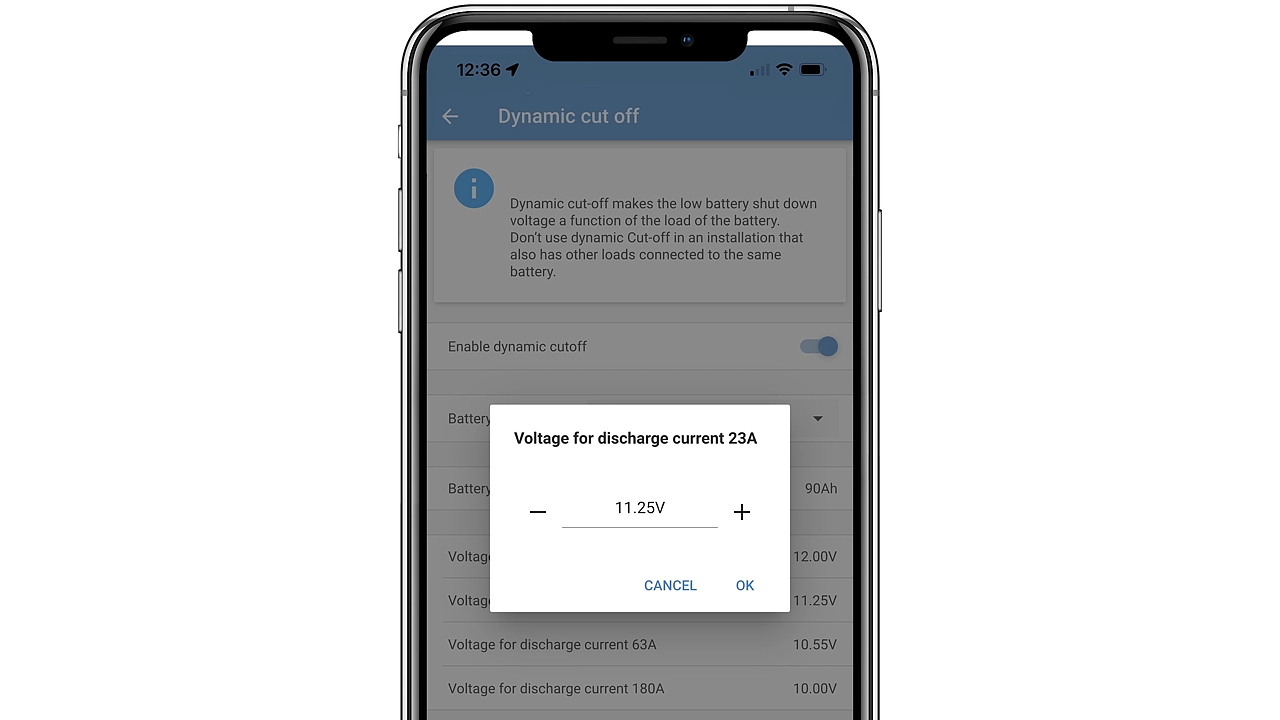 12:36
Dynamic cut off
Dynamic cut-off makes the low battery shut down
voltage a function of the load of the battery.
Don't use dynamic Cut-off in an installation that
also has other loads connected to the same
battery.
Enable dynamic cutoff
Battery
Voltage for discharge current 23A
Battery 90Ah
11.25V
Voltag 12.00V
CANCEL OK
Voltag 11.25V
Voltage for discharge current 63A 10.55V
Voltage for discharge current 180A 10.00V